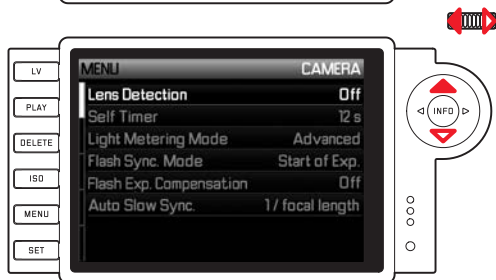 LV
PLAY
DELETE
ISO
MENU
SET
MENU CAMERA
Lens Detection Off
Self Timer 12 s
Light Metering Mode Advanced
Flash Sync. Mode Start of Exp.
Flash Exp. Compensation Off
Auto Slow Sync. 1/ focal length
INFO